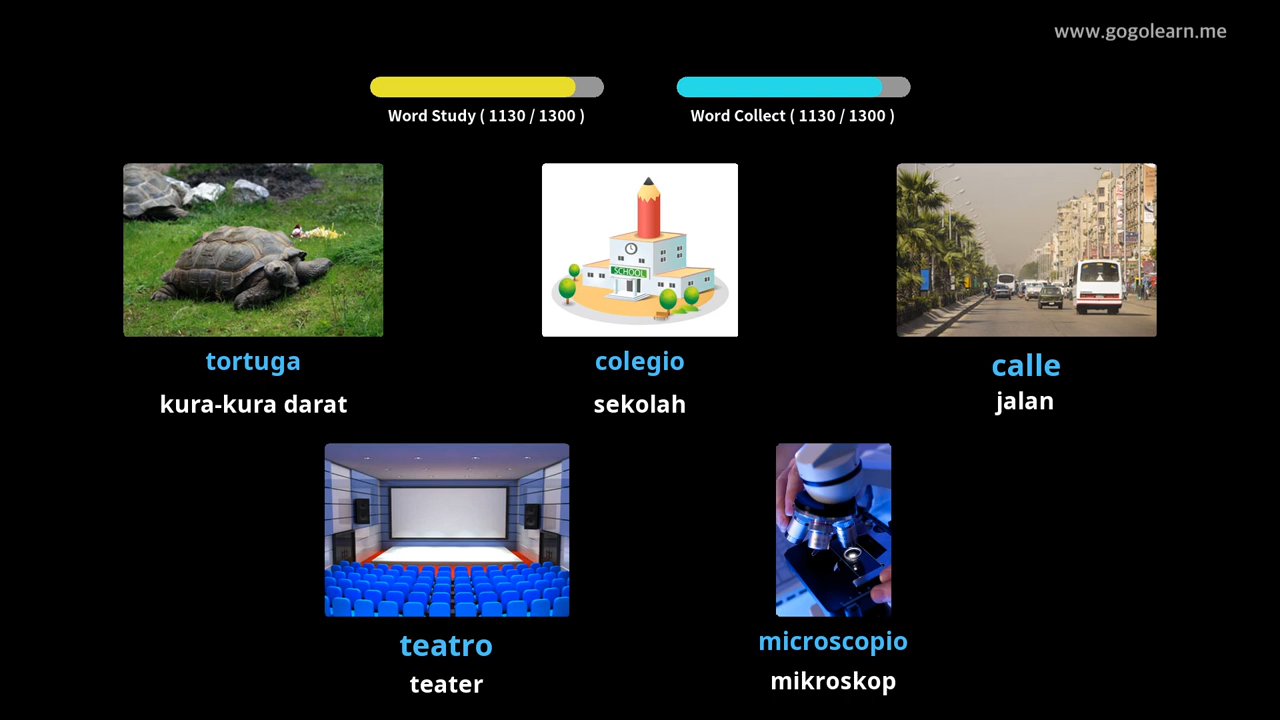 www.gogolearn.me
Word Study ( 1130 / 1300 )
Word Collect ( 1130 / 1300 )
SCHOOL
tortuga
colegio
calle
kura-kura darat
sekolah
jalan
teatro
microscopio
teater
mikroskop